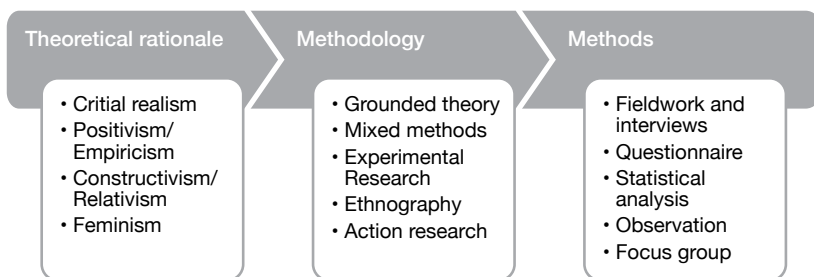 Theoretical rationale
• Critial realism
• Positivism/
Empiricism
• Constructivism/
Relativism
• Feminism
Methodology
• Grounded theory
• Mixed methods
• Experimental
Research
• Ethnography
• Action research
Methods
• Fieldwork and
interviews
• Questionnaire
• Statistical
analysis
• Observation
• Focus group